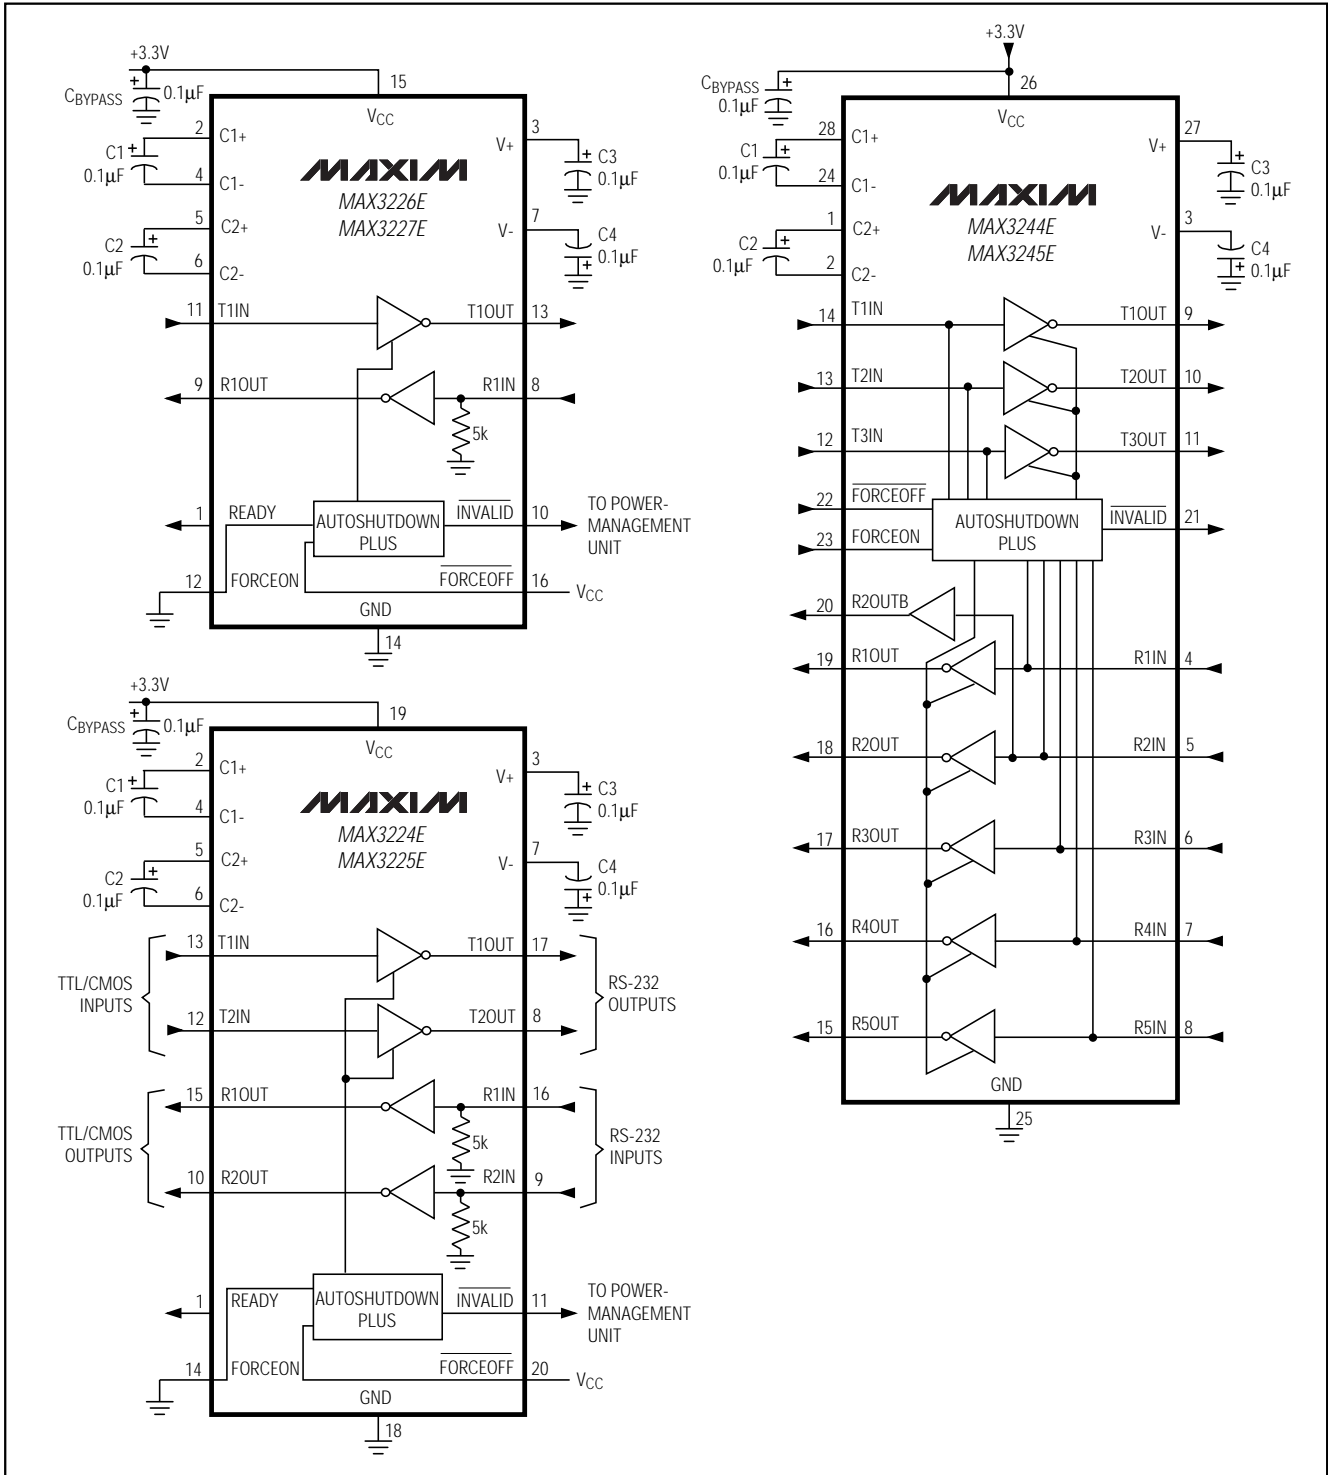 +3.3V
CBYPASS
0.1μF
15
VCC
2
C1+
C1
0.1μF
4
C1-
5
C2+
C2
0.1μF
6
C2-
MAXIM
MAX3226E
MAX3227E
3
V+
C3
0.1μF
7
V-
C4
0.1μF
11
T1IN
T1OUT
13
9
R1OUT
R1IN
8
5k
1
READY
AUTOSHUTDOWN
PLUS
INVALID
10
TO POWER-
MANAGEMENT
UNIT
12
FORCEON
FORCEOFF
16
VCC
GND
14
+3.3V
CBYPASS
0.1μF
19
VCC
2
C1+
C1
0.1μF
4
C1-
5
C2+
C2
0.1μF
6
C2-
MAXIM
MAX3224E
MAX3225E
3
V+
C3
0.1μF
7
V-
C4
0.1μF
13
T1IN
T1OUT
17
TTL/CMOS
INPUTS
RS-232
OUTPUTS
12
T2IN
T2OUT
8
15
R1OUT
R1IN
16
5k
TTL/CMOS
OUTPUTS
RS-232
INPUTS
10
R2OUT
R2IN
9
5k
1
READY
AUTOSHUTDOWN
PLUS
INVALID
11
TO POWER-
MANAGEMENT
UNIT
14
FORCEON
FORCEOFF
20
VCC
GND
18
+3.3V
CBYPASS
0.1μF
26
VCC
28
C1+
C1
0.1μF
24
C1-
1
C2+
C2
0.1μF
2
C2-
MAXIM
MAX3244E
MAX3245E
27
V+
C3
0.1μF
3
V-
C4
0.1μF
14
T1IN
T1OUT
9
13
T2IN
T2OUT
10
12
T3IN
T3OUT
11
22
FORCEOFF
23
FORCEON
AUTOSHUTDOWN
PLUS
INVALID
21
20
R2OUTB
19
R1OUT
R1IN
4
18
R2OUT
R2IN
5
17
R3OUT
R3IN
6
16
R4OUT
R4IN
7
15
R5OUT
R5IN
8
GND
25